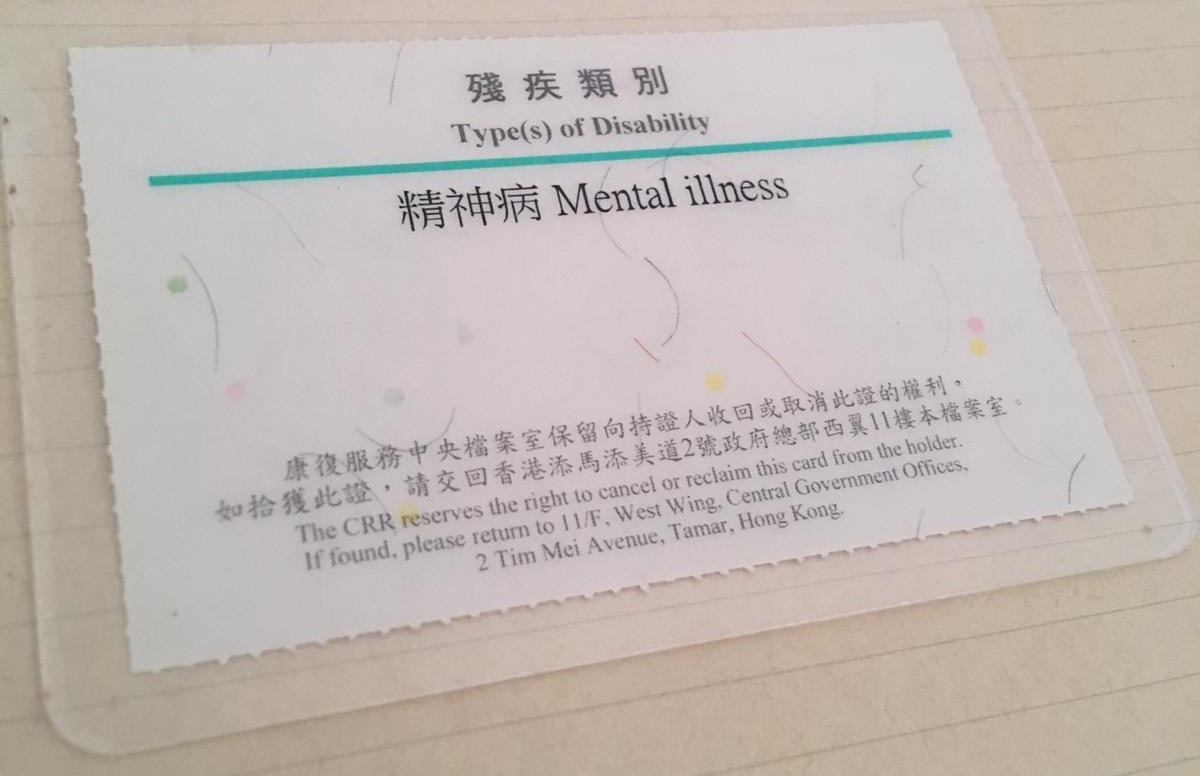 殘疾類別
Type(s) of Disability
精神病 Mental illness
康復服務中央檔案室保留向持證人收回或取消此證的權利，
如拾獲此證，請交回香港添馬添美道2號政府總部西翼11樓本檔案室。
The CRR reserves the right to cancel or reclaim this card from the holder.
If found, please return to 11/F, West Wing, Central Government Offices,
2 Tim Mei Avenue, Tamar, Hong Kong.